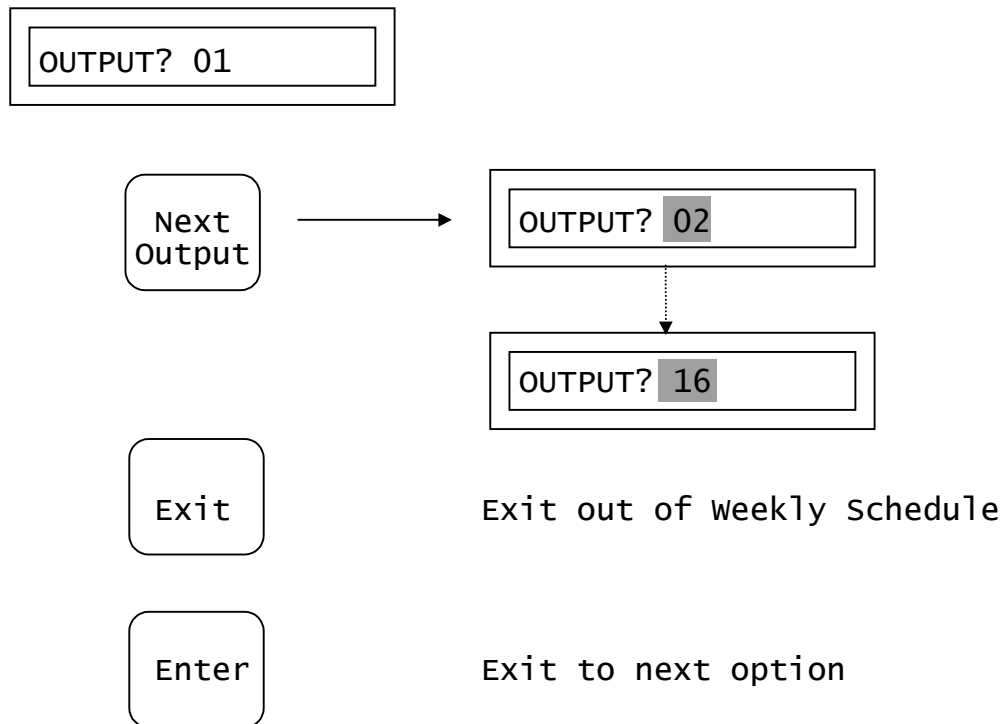 OUTPUT? 01
Next
Output
OUTPUT? 02
OUTPUT? 16
Exit
Exit out of Weekly Schedule
Enter
Exit to next option